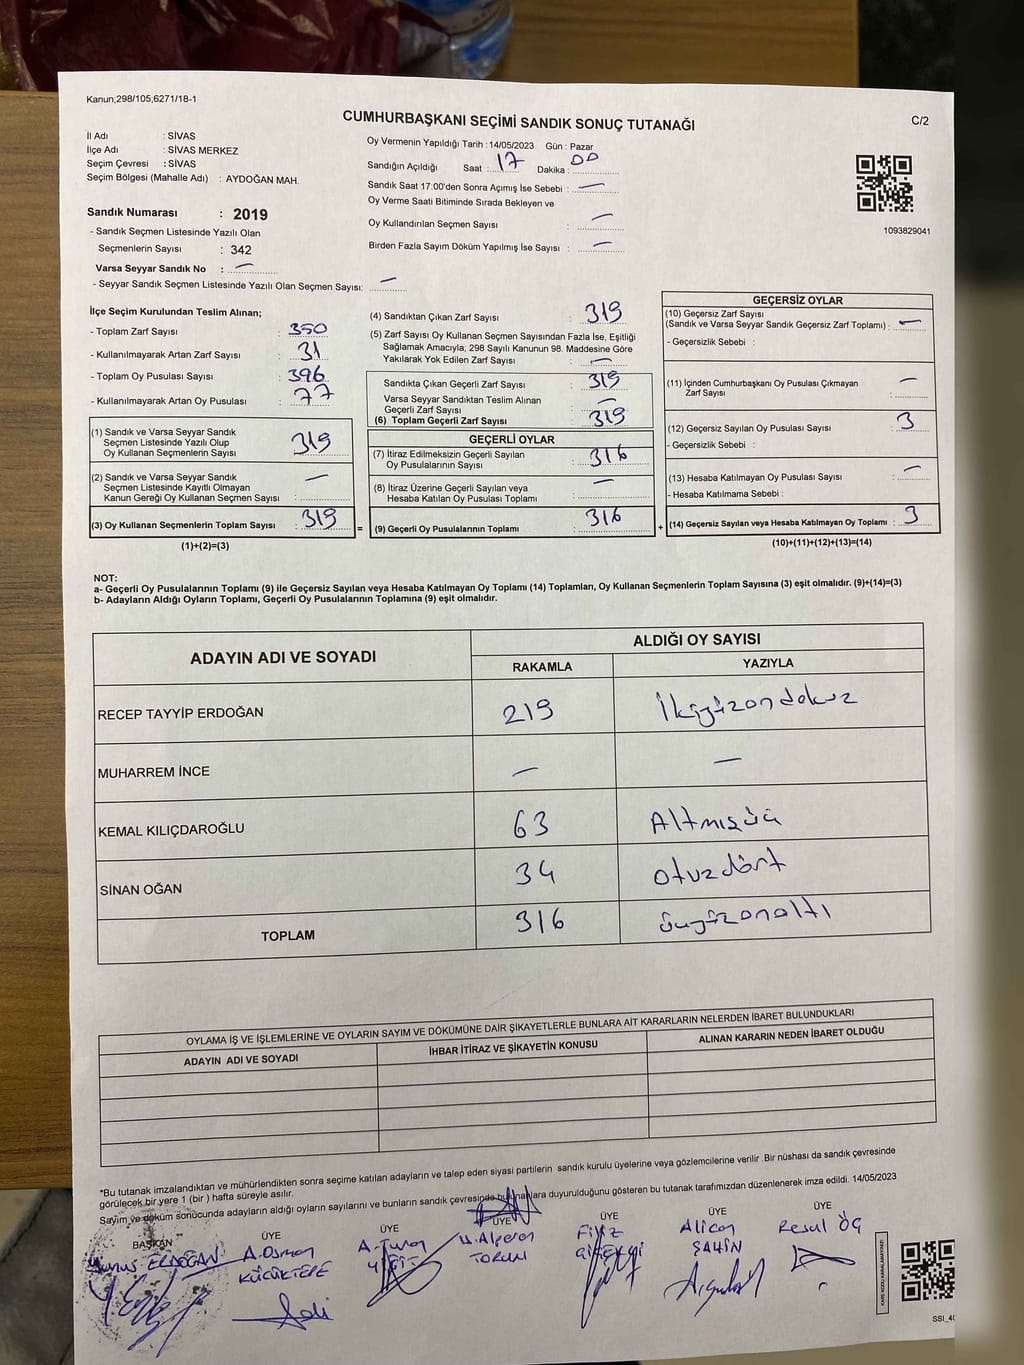 Kanun,298/105,6271/18-1
CUMHURBAŞKANI SEÇİMİ SANDIK SONUÇ TUTANAĞI
C/2
İl Adı : SİVAS
İlçe Adı : SİVAS MERKEZ
Seçim Çevresi : SİVAS
Seçim Bölgesi (Mahalle Adı) : AYDOĞAN MAH.
Oy Vermenin Yapıldığı Tarih : 14/05/2023 Gün : Pazar
Sandığın Açıldığı Saat : 17 Dakika : 00
Sandık Saat 17:00'den Sonra Açımış İse Sebebi : —
Oy Verme Saati Bitiminde Sırada Bekleyen ve
Oy Kullandırılan Seçmen Sayısı : —
Birden Fazla Sayım Döküm Yapılmış İse Sayısı : —
1093829041
Sandık Numarası : 2019
- Sandık Seçmen Listesinde Yazılı Olan
Seçmenlerin Sayısı : 342
Varsa Seyyar Sandık No : —
- Seyyar Sandık Seçmen Listesinde Yazılı Olan Seçmen Sayısı: —
İlçe Seçim Kurulundan Teslim Alınan;
- Toplam Zarf Sayısı : 350
- Kullanılmayarak Artan Zarf Sayısı : 31
- Toplam Oy Pusulası Sayısı : 396
- Kullanılmayarak Artan Oy Pusulası : 77
(1) Sandık ve Varsa Seyyar Sandık
Seçmen Listesinde Yazılı Olup
Oy Kullanan Seçmenlerin Sayısı : 319
(2) Sandık ve Varsa Seyyar Sandık
Seçmen Listesinde Kayıtlı Olmayan
Kanun Gereği Oy Kullanan Seçmen Sayısı : —
(3) Oy Kullanan Seçmenlerin Toplam Sayısı : 319
(1)+(2)=(3)
=
(4) Sandıktan Çıkan Zarf Sayısı : 319
(5) Zarf Sayısı Oy Kullanan Seçmen Sayısından Fazla İse, Eşitliği
Sağlamak Amacıyla; 298 Sayılı Kanunun 98. Maddesine Göre
Yakılarak Yok Edilen Zarf Sayısı : —
Sandıkta Çıkan Geçerli Zarf Sayısı : 319
Varsa Seyyar Sandıktan Teslim Alınan
Geçerli Zarf Sayısı : —
(6) Toplam Geçerli Zarf Sayısı : 319
GEÇERLİ OYLAR
(7) İtiraz Edilmeksizin Geçerli Sayılan
Oy Pusulalarının Sayısı : 316
(8) İtiraz Üzerine Geçerli Sayılan veya
Hesaba Katılan Oy Pusulası Toplamı : —
(9) Geçerli Oy Pusulalarının Toplamı : 316
+
GEÇERSİZ OYLAR
(10) Geçersiz Zarf Sayısı
(Sandık ve Varsa Seyyar Sandık Geçersiz Zarf Toplamı) : —
- Geçersizlik Sebebi :
(11) İçinden Cumhurbaşkanı Oy Pusulası Çıkmayan
Zarf Sayısı : —
(12) Geçersiz Sayılan Oy Pusulası Sayısı : 3
- Geçersizlik Sebebi :
(13) Hesaba Katılmayan Oy Pusulası Sayısı : —
- Hesaba Katılmama Sebebi :
(14) Geçersiz Sayılan veya Hesaba Katılmayan Oy Toplamı : 3
(10)+(11)+(12)+(13)=(14)
NOT:
a- Geçerli Oy Pusulalarının Toplamı (9) ile Geçersiz Sayılan veya Hesaba Katılmayan Oy Toplamı (14) Toplamları, Oy Kullanan Seçmenlerin Toplam Sayısına (3) eşit olmalıdır. (9)+(14)=(3)
b- Adayların Aldığı Oyların Toplamı, Geçerli Oy Pusulalarının Toplamına (9) eşit olmalıdır.
ADAYIN ADI VE SOYADI
ALDIĞI OY SAYISI
RAKAMLA YAZIYLA
RECEP TAYYİP ERDOĞAN 219 İkiyüzondokuz
MUHARREM İNCE — —
KEMAL KILIÇDAROĞLU 63 Altmışüç
SİNAN OĞAN 34 otuzdört
TOPLAM 316 üçyüzonaltı
OYLAMA İŞ VE İŞLEMLERİNE VE OYLARIN SAYIM VE DÖKÜMÜNE DAİR ŞİKAYETLERLE BUNLARA AİT KARARLARIN NELERDEN İBARET BULUNDUKLARI
ADAYIN ADI VE SOYADI İHBAR İTİRAZ VE ŞİKAYETİN KONUSU ALINAN KARARIN NEDEN İBARET OLDUĞU
*Bu tutanak imzalandıktan ve mühürlendikten sonra seçime katılan adayların ve talep eden siyasi partilerin sandık kurulu üyelerine veya gözlemcilerine verilir .Bir nüshası da sandık çevresinde
görülecek bir yere 1 (bir ) hafta süreyle asılır.
Sayım ve döküm sonucunda adayların aldığı oyların sayılarını ve bunların sandık çevresinde bulunanlara duyurulduğunu gösteren bu tutanak tarafımızdan düzenlenerek imza edildi. 14/05/2023
BAŞKAN ÜYE ÜYE ÜYE ÜYE ÜYE ÜYE
Yunus ERDOĞAN A.Osman A.Turan Alperen Filiz Alican Resul ÖĞ
KÜÇÜKTEPE YİĞİT TORUN ŞAHİN
KARE KODU KARALAMAYINIZ!